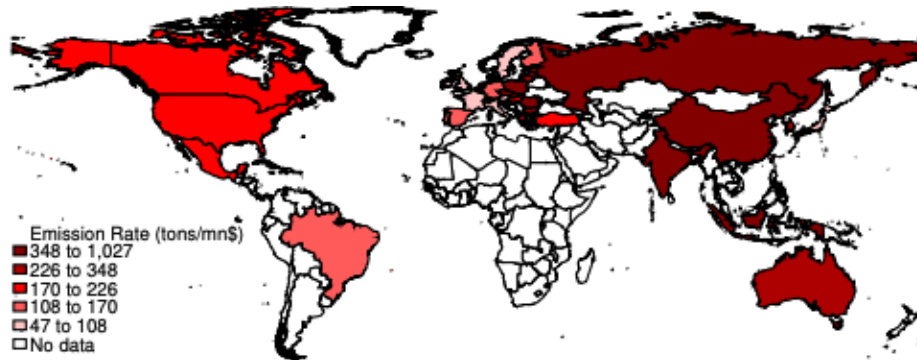 Emission Rate (tons/mn$)
348 to 1,027
226 to 348
170 to 226
108 to 170
47 to 108
No data